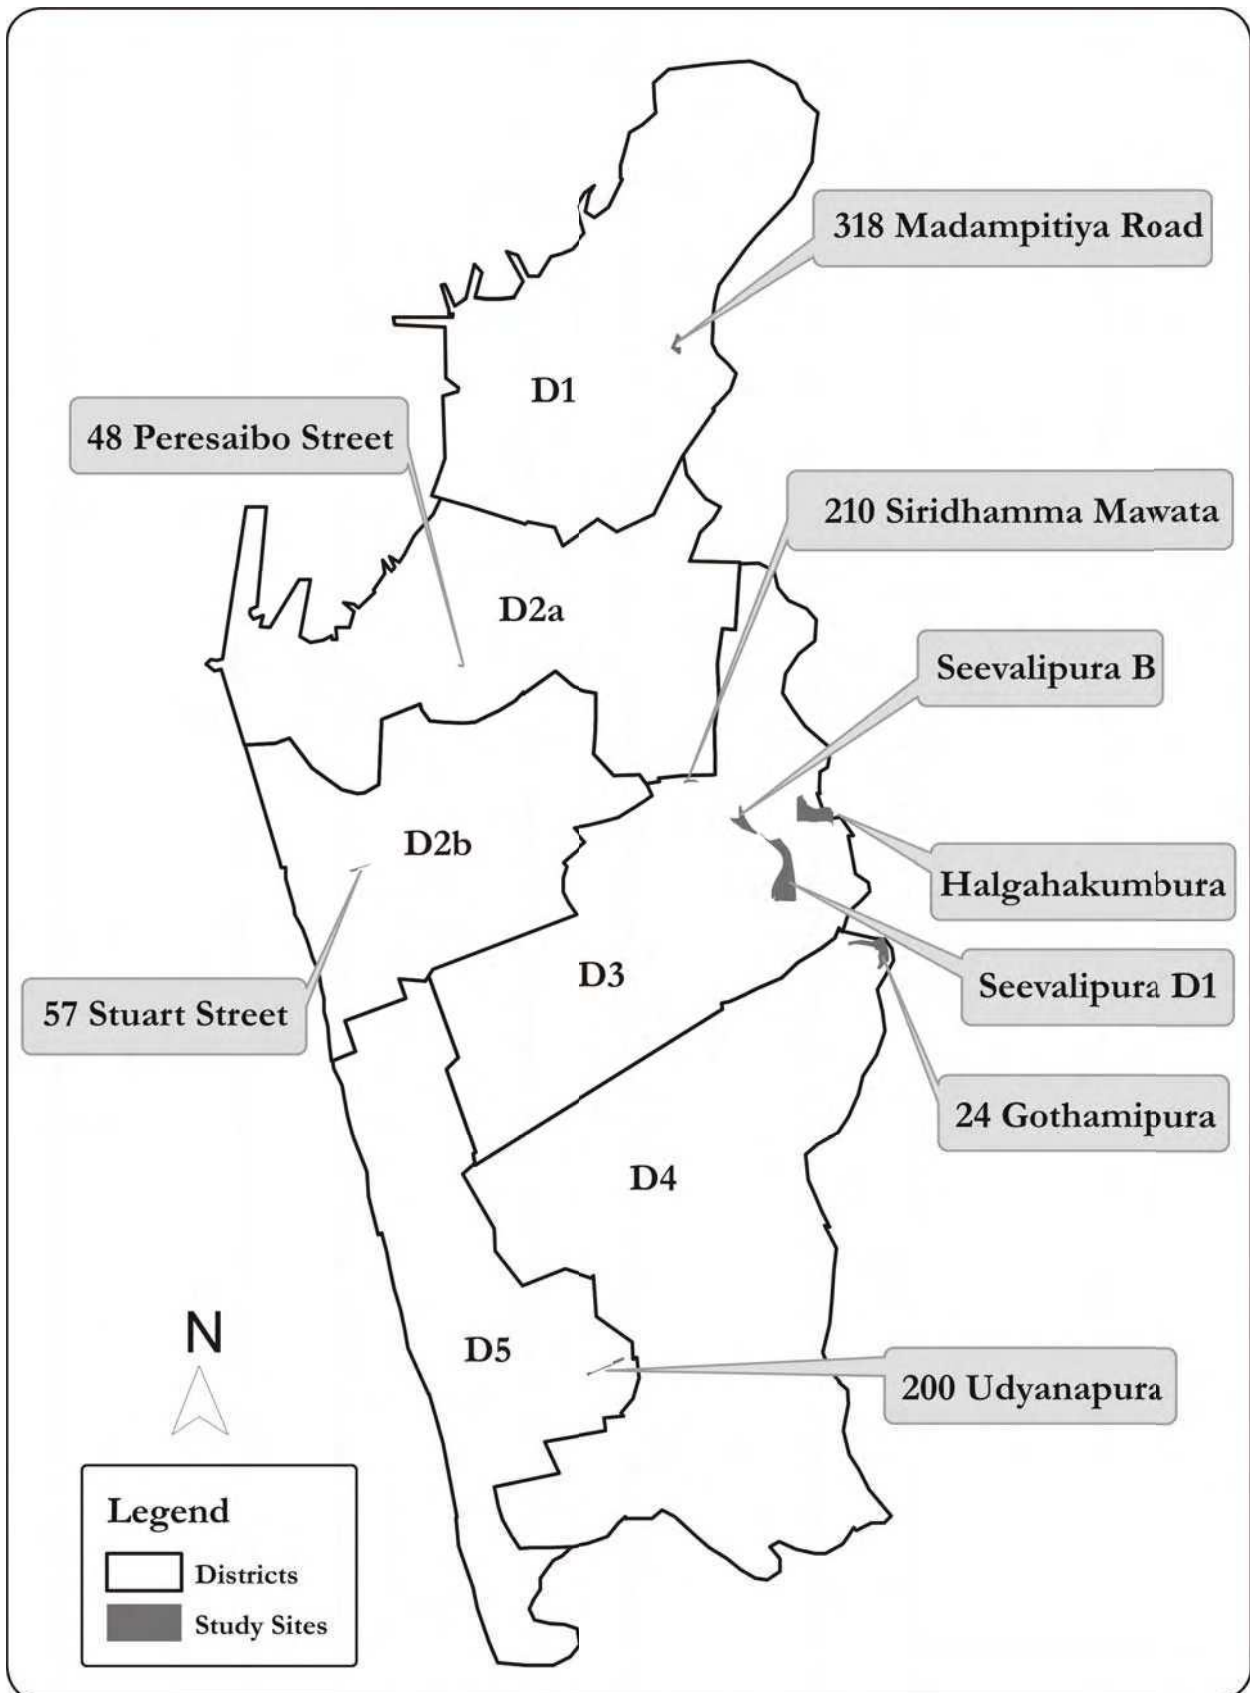 318 Madampitiya Road
D1
48 Peresaibo Street
210 Siridhamma Mawata
D2a
Seevalipura B
D2b
Halgahakumbura
D3
Seevalipura D1
57 Stuart Street
24 Gothamipura
D4
N
D5
200 Udyanapura
Legend
Districts
Study Sites